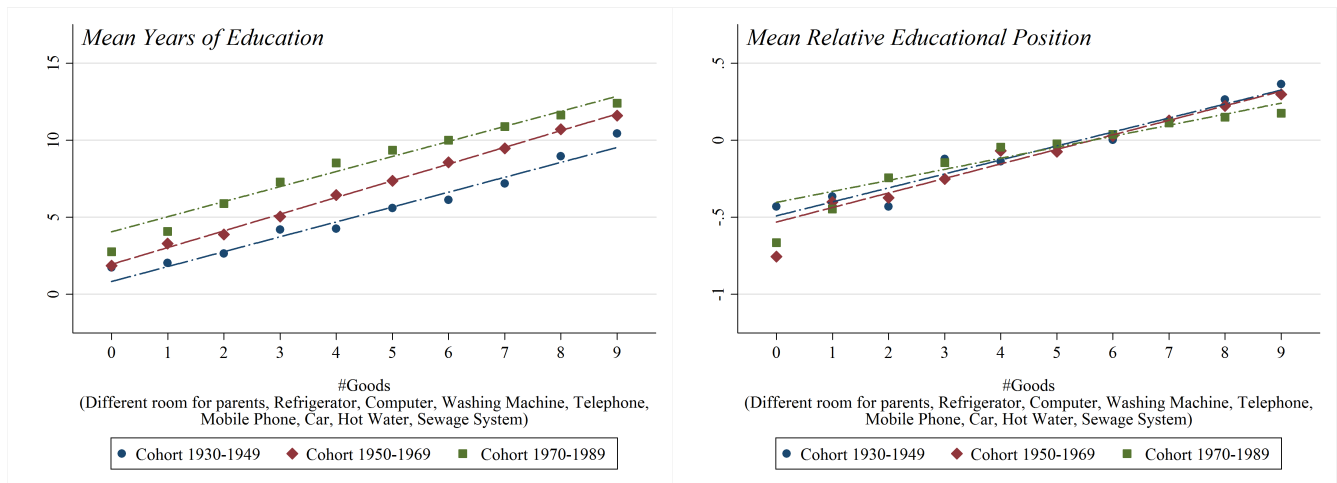 Mean Years of Education
15
10
5
0
0 1 2 3 4 5 6 7 8 9
#Goods
(Different room for parents, Refrigerator, Computer, Washing Machine, Telephone,
Mobile Phone, Car, Hot Water, Sewage System)
Cohort 1930-1949 Cohort 1950-1969 Cohort 1970-1989
Mean Relative Educational Position
.5
0
-.5
-1
0 1 2 3 4 5 6 7 8 9
#Goods
(Different room for parents, Refrigerator, Computer, Washing Machine, Telephone,
Mobile Phone, Car, Hot Water, Sewage System)
Cohort 1930-1949 Cohort 1950-1969 Cohort 1970-1989